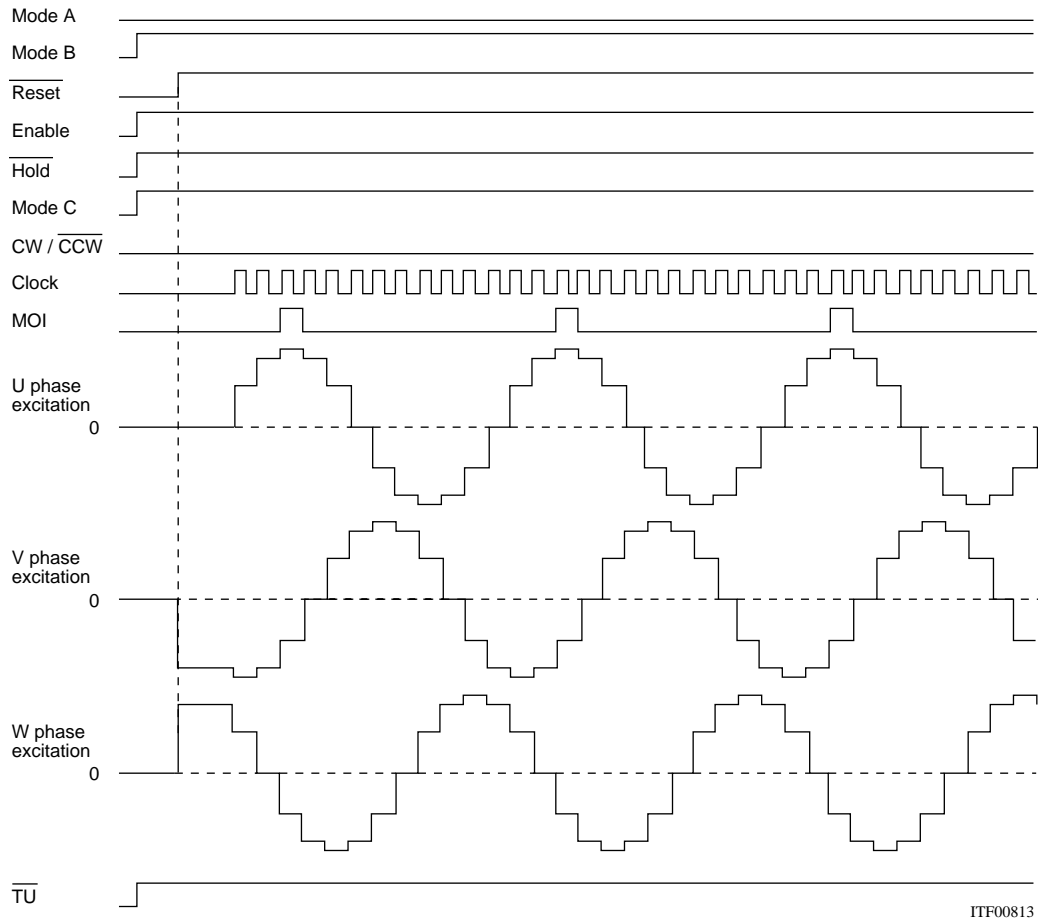 Mode A
Mode B
Reset
Enable
Hold
Mode C
CW / CCW
Clock
MOI
U phase
excitation
0
V phase
excitation
0
W phase
excitation
0
TU
ITF00813